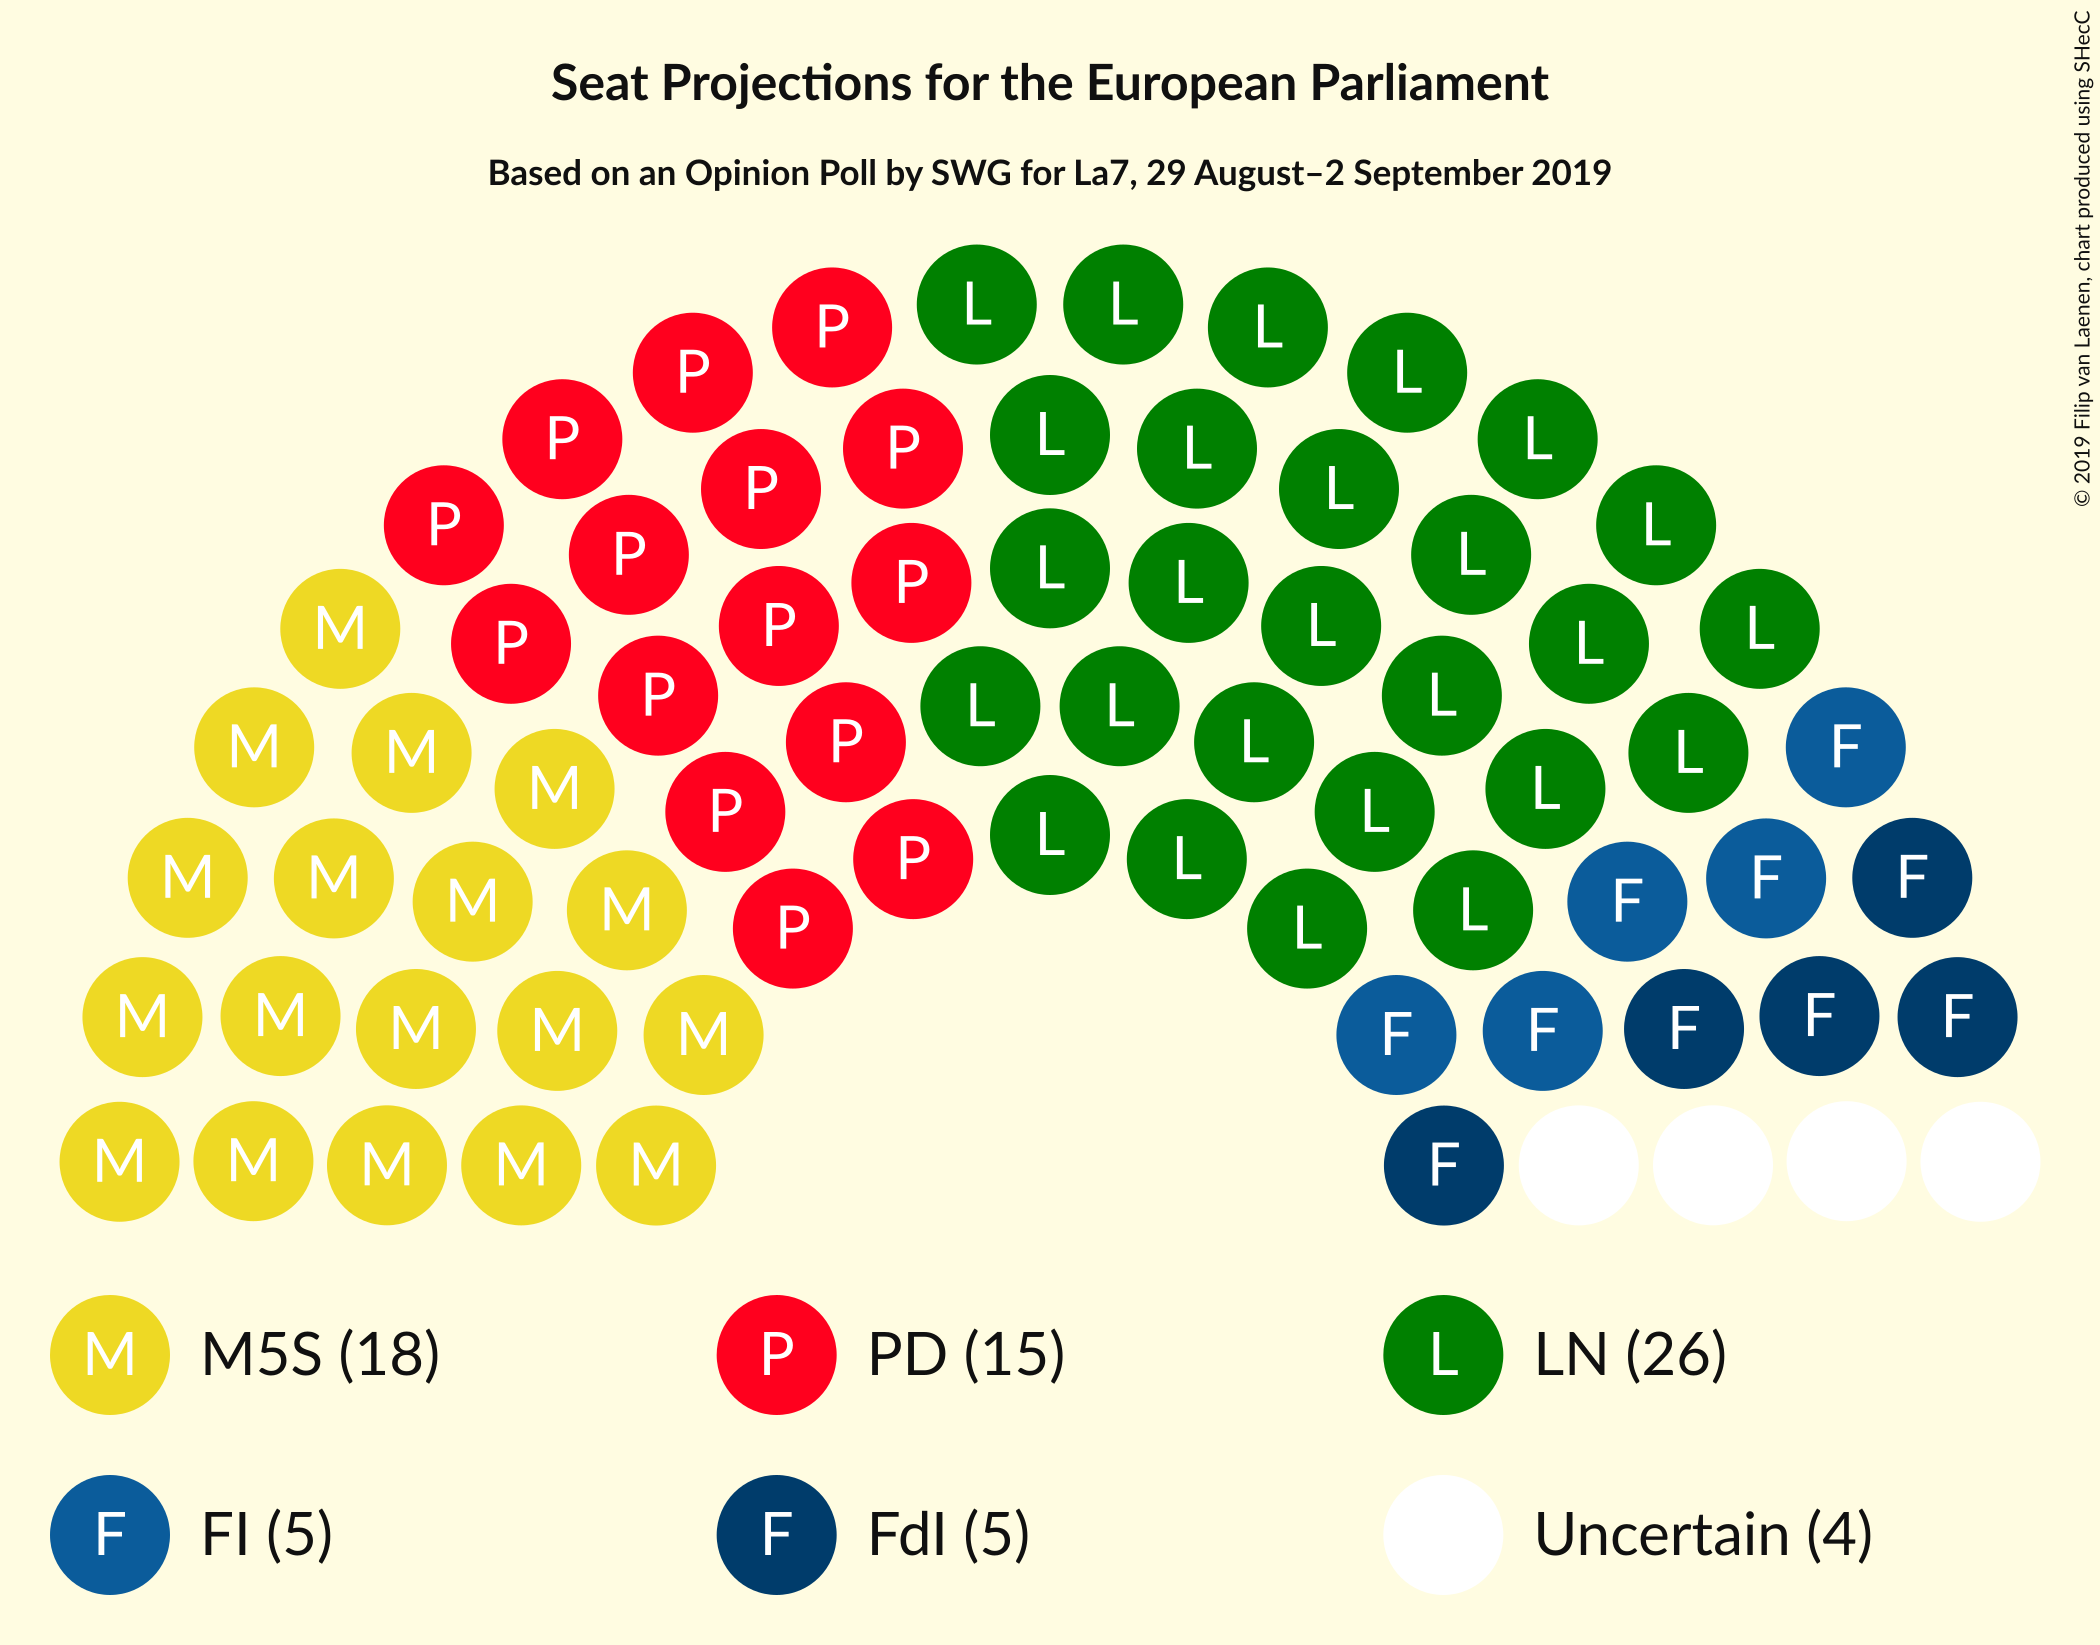 Seat Projections for the European Parliament
Based on an Opinion Poll by SWG for La7, 29 August–2 September 2019
© 2019 Filip van Laenen, chart produced using SHecC
L L
P L
P L
P L
P L
P L
P L
L
P L
P L
M L
P L
P L
P L
L L
M F
P L
M L
M L
P L
P L
M F
M F
M F
M L
P L
M F
M F
M F
M F
M F
M M M M M F
M M5S (18) P PD (15) L LN (26)
F FI (5) F FdI (5) Uncertain (4)